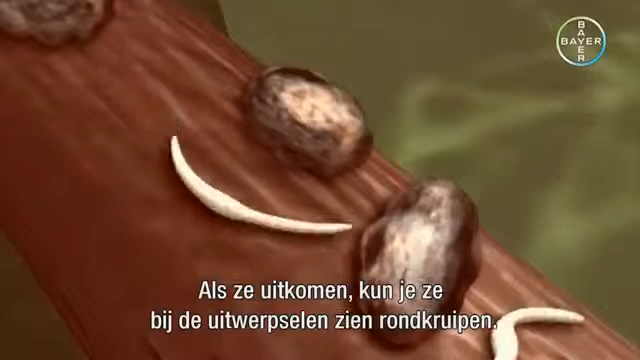 BAYER
BAYER
Als ze uitkomen, kun je ze
bij de uitwerpselen zien rondkruipen.